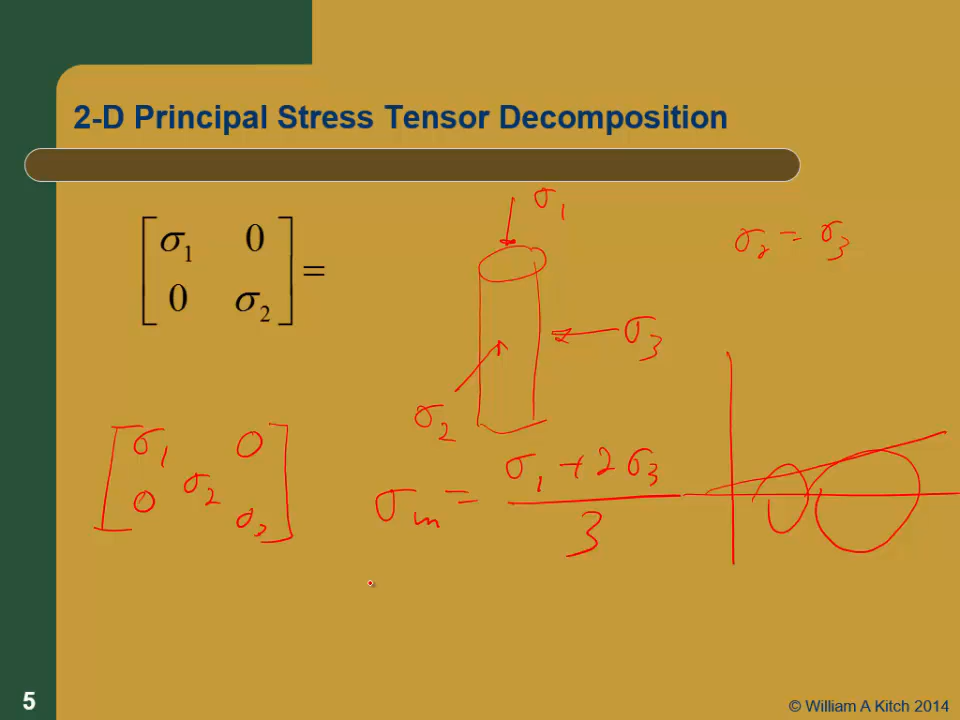 2-D Principal Stress Tensor Decomposition
σ1
σ1 0
0 σ2
=
σ2 = σ3
σ3
σ2
σ1 0
σ2
0 σ3
σm = σ1 + 2σ3
3
5
© William A Kitch 2014